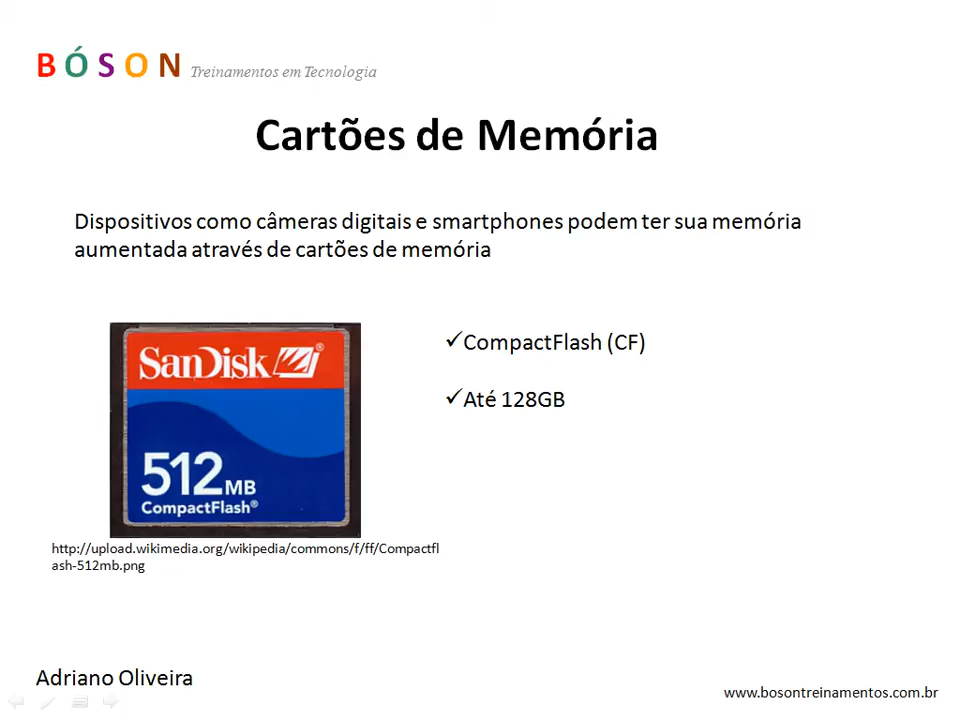 BÓSON Treinamentos em Tecnologia
Cartões de Memória
Dispositivos como câmeras digitais e smartphones podem ter sua memória
aumentada através de cartões de memória
SanDisk®
512MB
CompactFlash®
✓CompactFlash (CF)
✓Até 128GB
http://upload.wikimedia.org/wikipedia/commons/f/ff/Compactfl
ash-512mb.png
Adriano Oliveira
www.bosontreinamentos.com.br